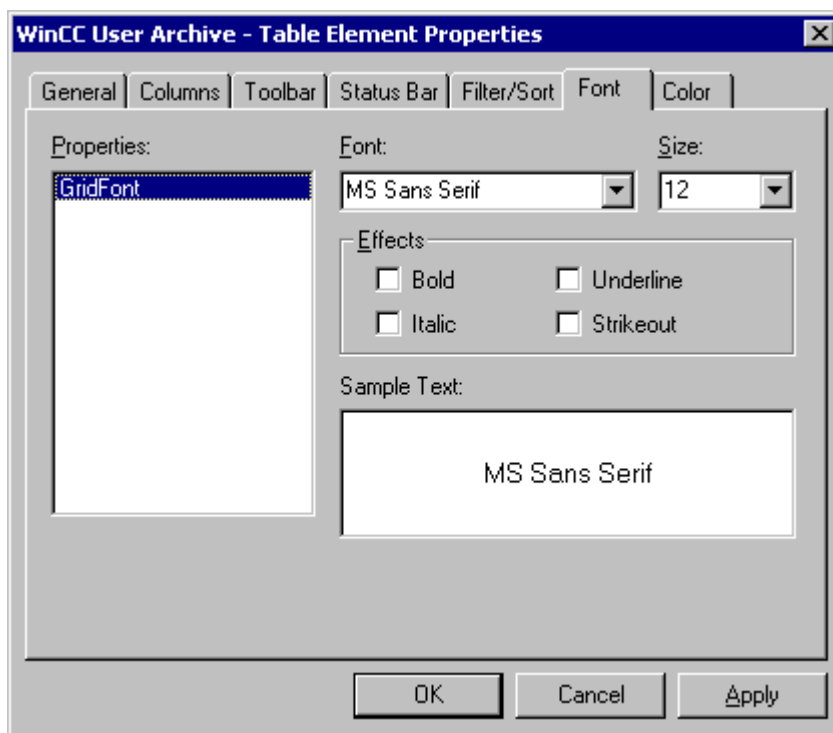 WinCC User Archive - Table Element Properties
General Columns Toolbar Status Bar Filter/Sort Font Color
Properties: Font: Size:
GridFont MS Sans Serif 12
Effects
Bold Underline
Italic Strikeout
Sample Text:
MS Sans Serif
OK Cancel Apply